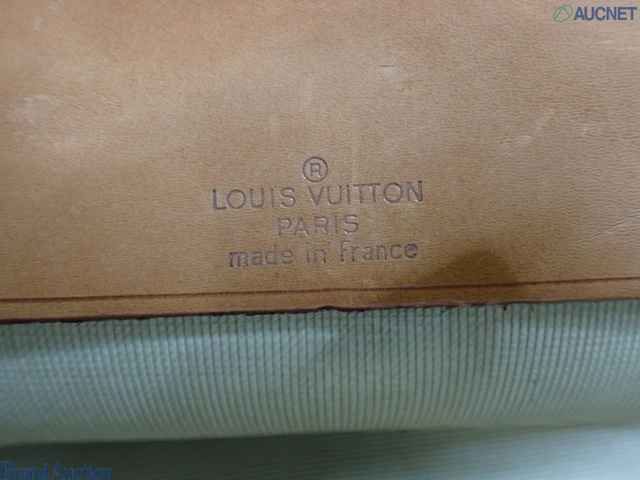 AUCNET
®
LOUIS VUITTON
PARIS
made in france
Brand Auction